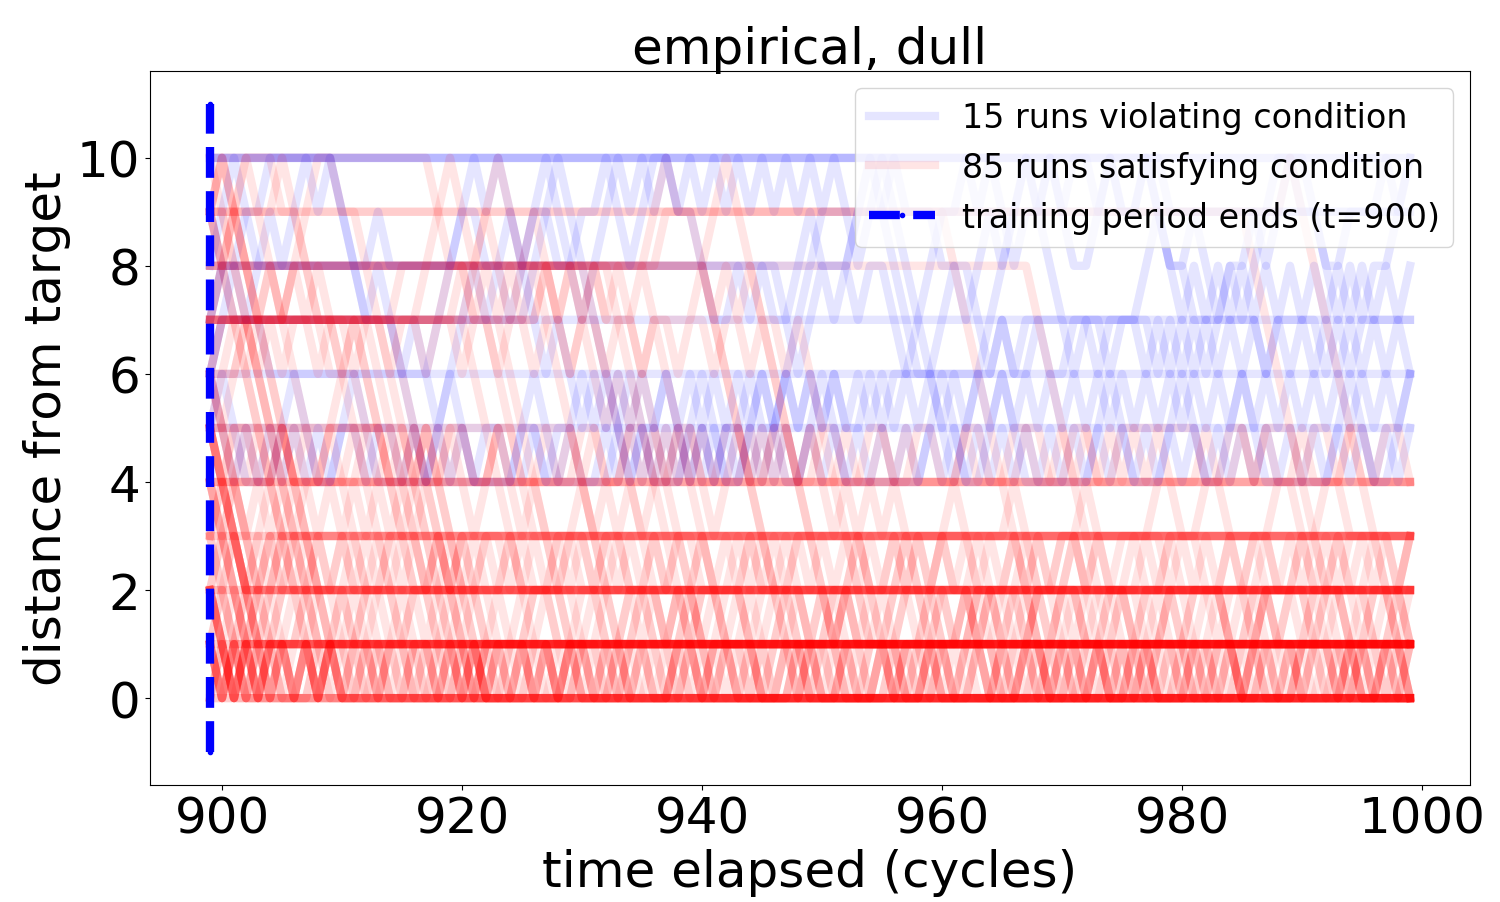 empirical, dull
15 runs violating condition
85 runs satisfying condition
training period ends (t=900)
distance from target
10
8
6
4
2
0
900 920 940 960 980 1000
time elapsed (cycles)